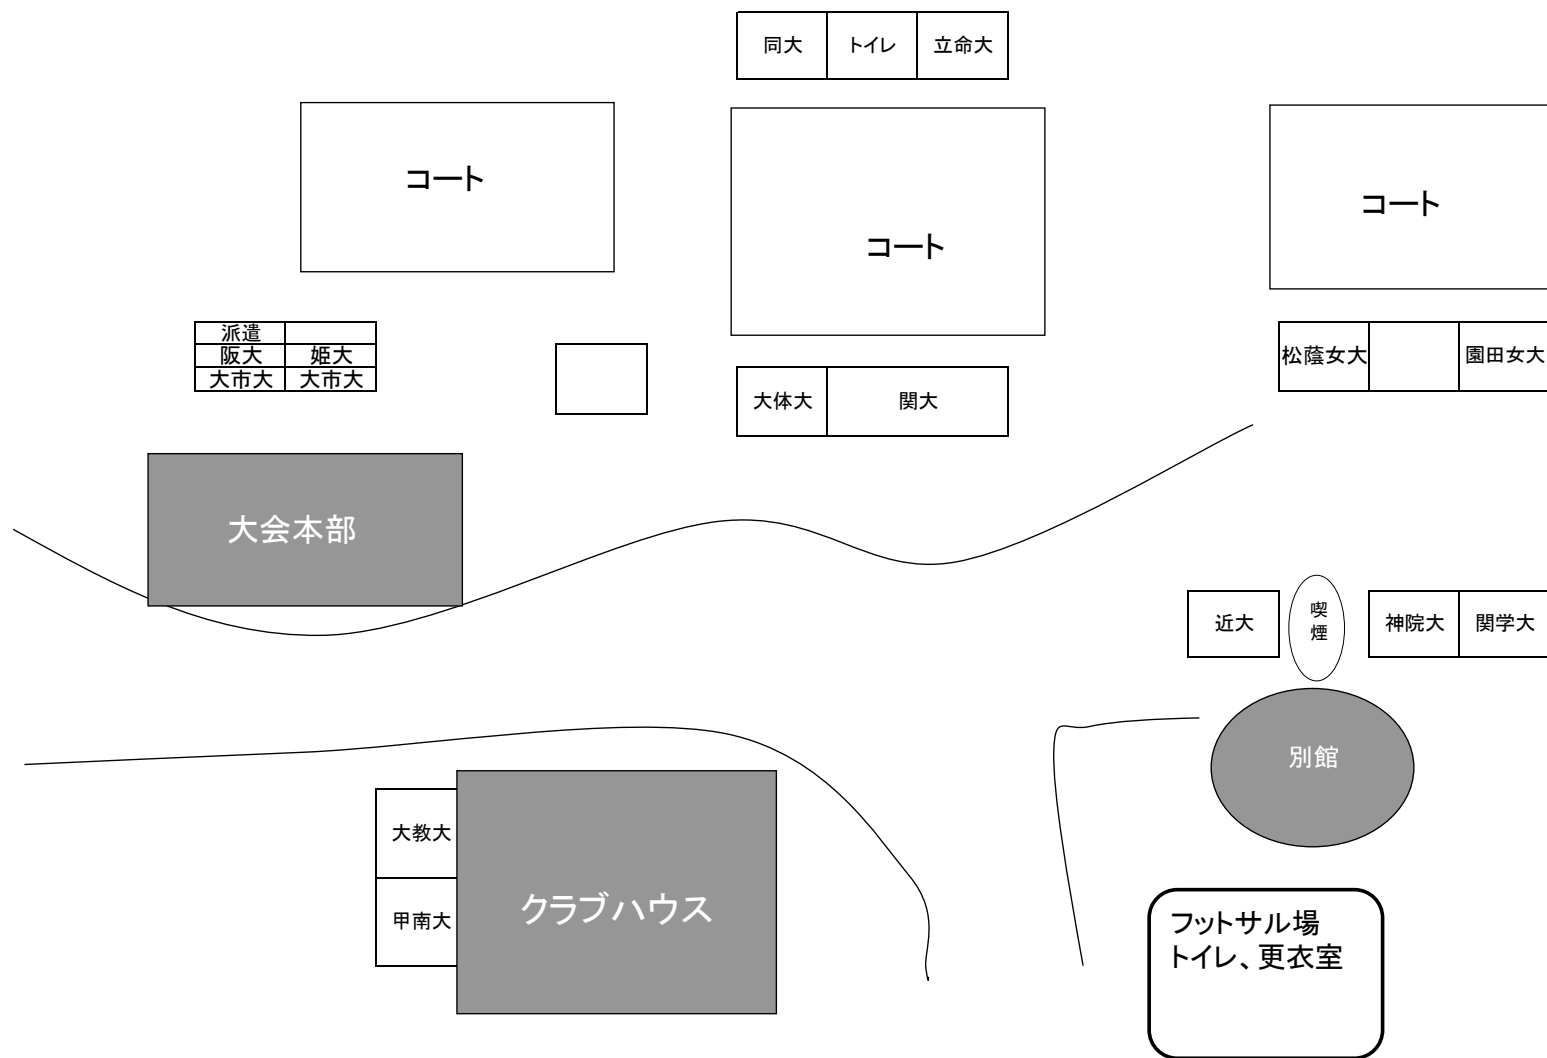 同大
トイレ
立命大
コート
コート
コート
派遣
阪大
姫大
大市大
大市大
松蔭女大
園田女大
大体大
関大
大会本部
近大
喫
煙
神院大
関学大
別館
大教大
甲南大
クラブハウス
フットサル場
トイレ、更衣室